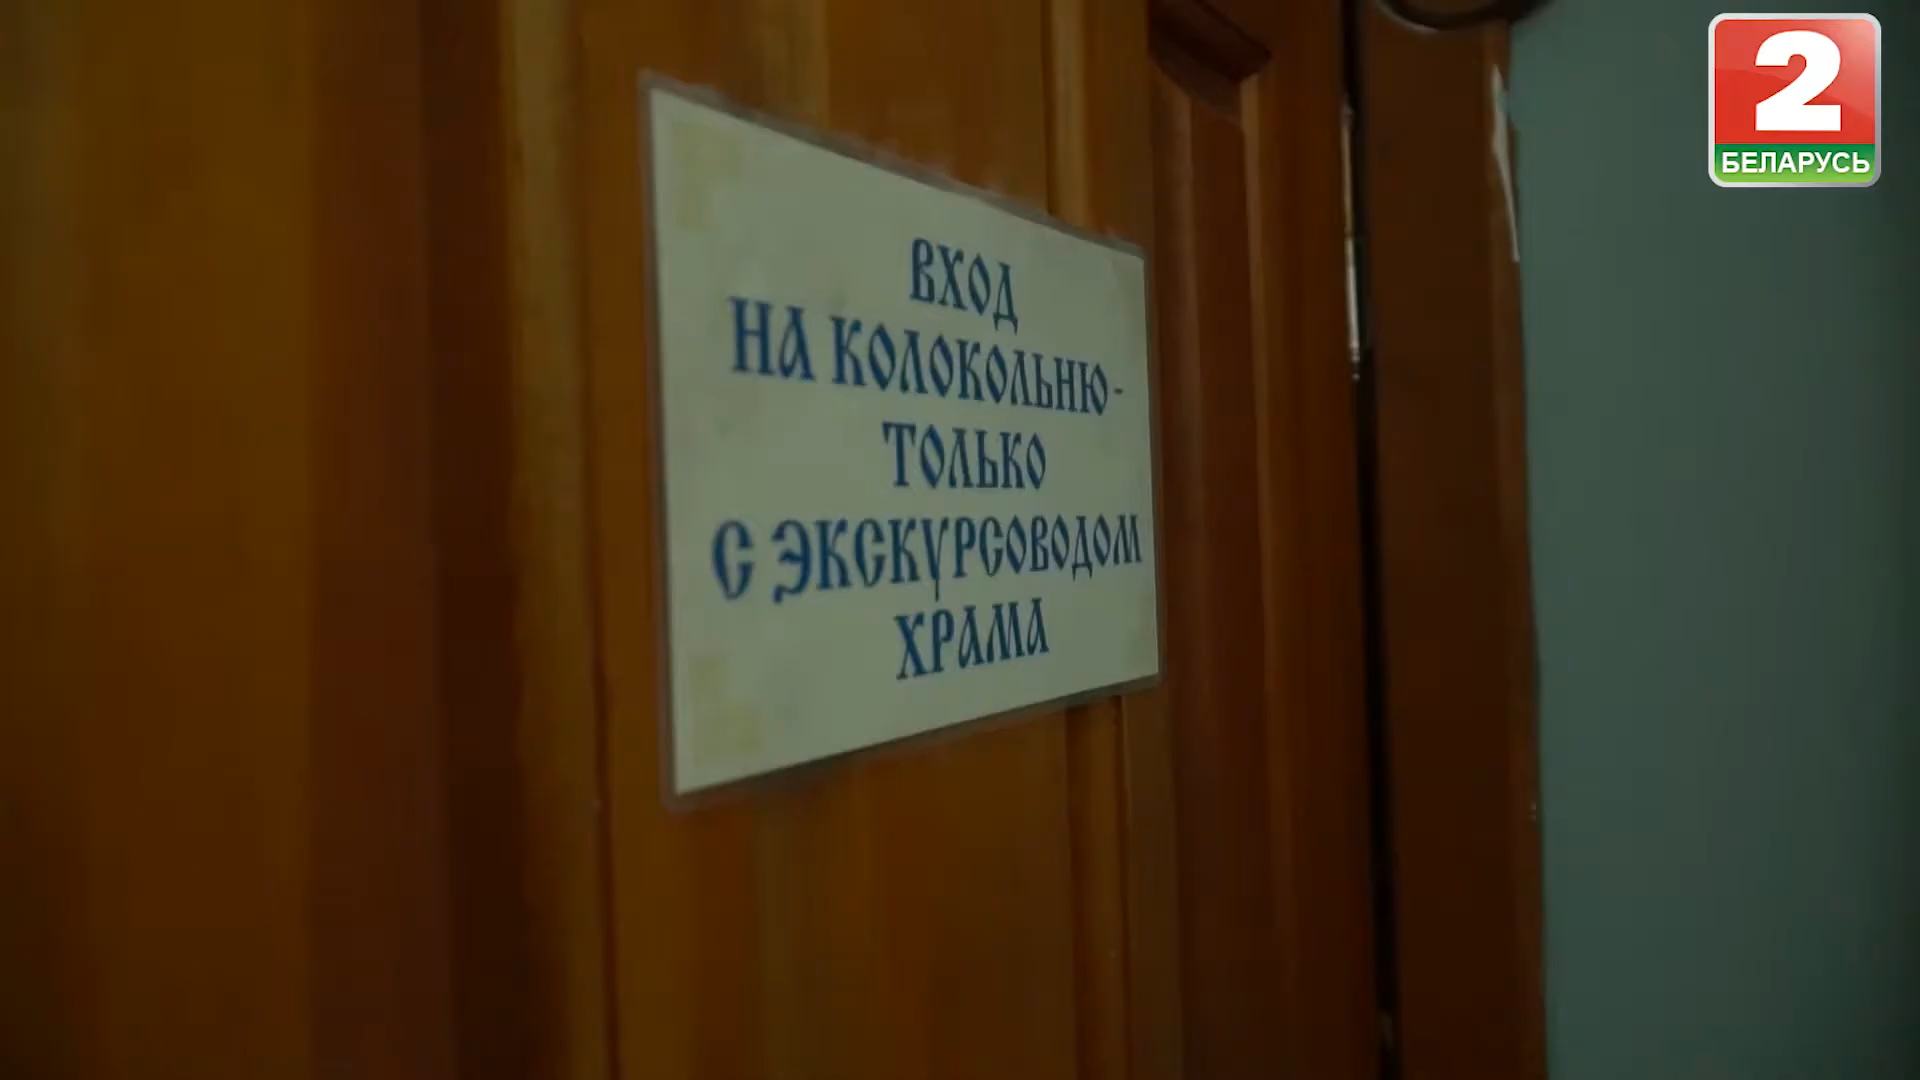 2
БЕЛАРУСЬ
ВХОД
НА КОЛОКОЛЬНЮ-
ТОЛЬКО
С ЭКСКУРСОВОДОМ
ХРАМА